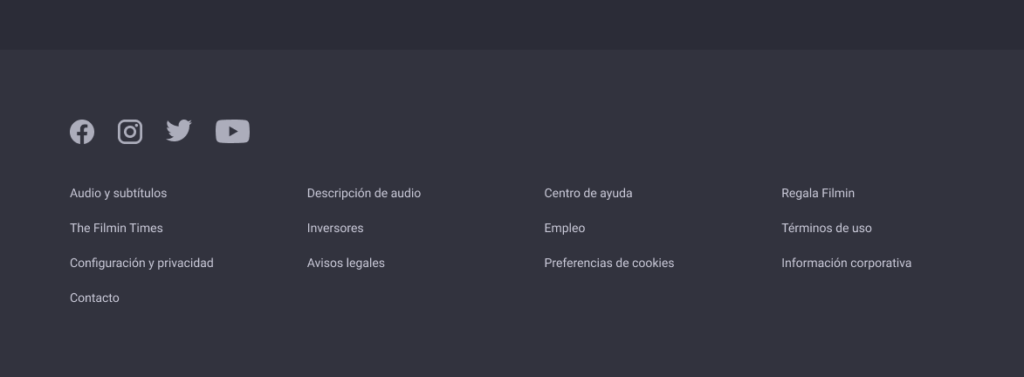 Audio y subtítulos
Descripción de audio
Centro de ayuda
Regala Filmin
The Filmin Times
Inversores
Empleo
Términos de uso
Configuración y privacidad
Avisos legales
Preferencias de cookies
Información corporativa
Contacto